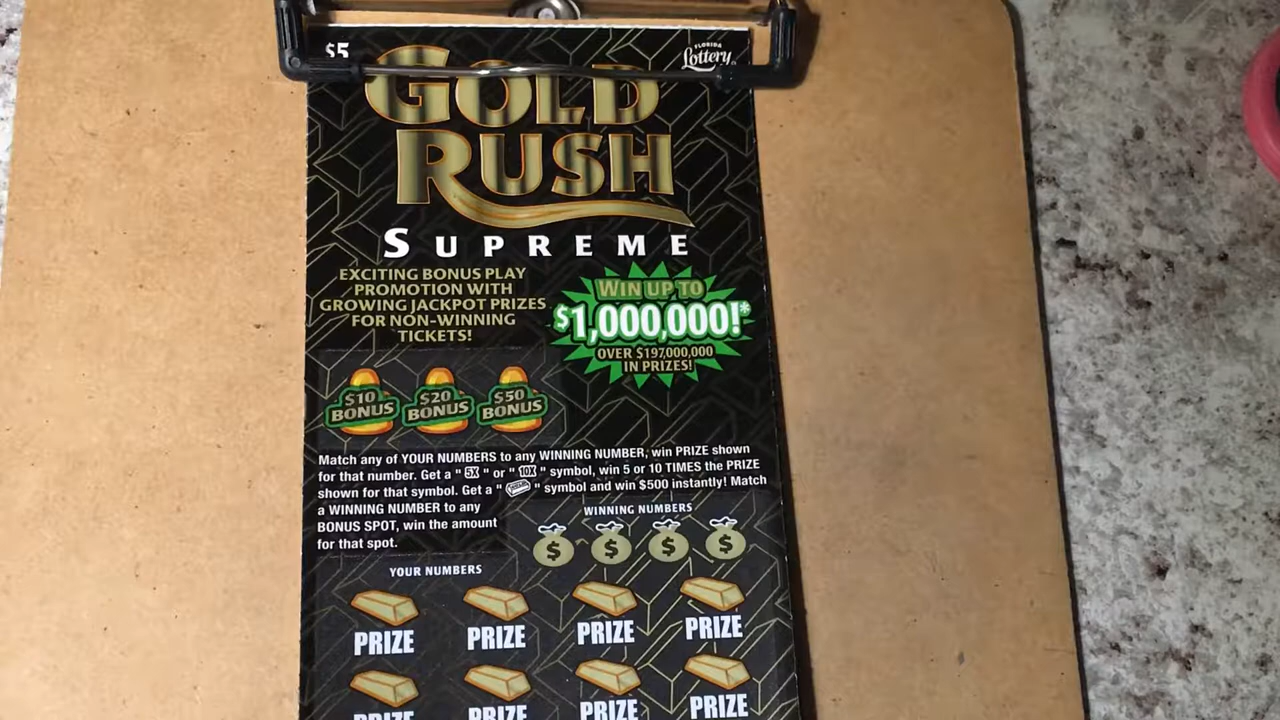 $5
FLORIDA
Lottery
GOLD
RUSH
SUPREME
EXCITING BONUS PLAY
PROMOTION WITH
GROWING JACKPOT PRIZES
FOR NON-WINNING
TICKETS!
WIN UP TO
$1,000,000!*
OVER $197,000,000
IN PRIZES!
$10
BONUS
$20
BONUS
$50
BONUS
Match any of YOUR NUMBERS to any WINNING NUMBER, win PRIZE shown
for that number. Get a " 5X " or " 10X " symbol, win 5 or 10 TIMES the PRIZE
shown for that symbol. Get a " " symbol and win $500 instantly! Match
a WINNING NUMBER to any
BONUS SPOT, win the amount
for that spot.
WINNING NUMBERS
$ $ $ $
YOUR NUMBERS
PRIZE PRIZE PRIZE PRIZE
PRIZE PRIZE PRIZE PRIZE